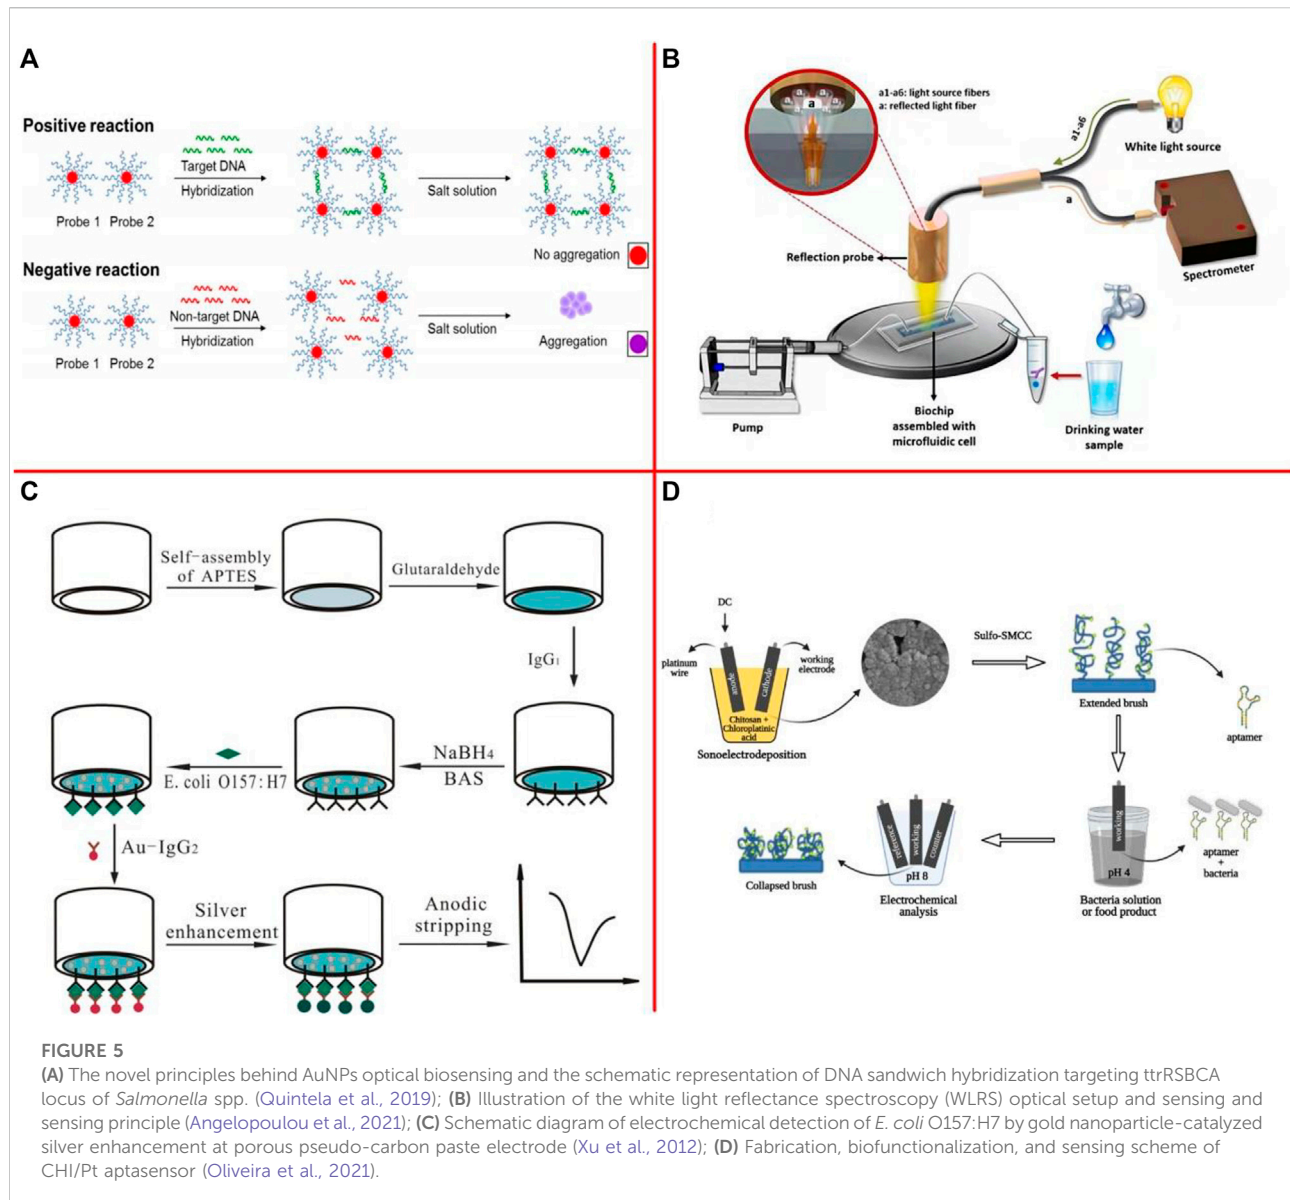 A
Positive reaction
Target DNA
Hybridization
Salt solution
Probe 1 Probe 2
No aggregation
Negative reaction
Non-target DNA
Hybridization
Salt solution
Probe 1 Probe 2
Aggregation
B
a1-a6: light source fibers
a: reflected light fiber
a
a
a
a
a
a1-a6
White light source
a
Spectrometer
Reflection probe
Pump
Biochip
assembled with
microfluidic cell
Drinking water
sample
C
Self-assembly
of APTES
Glutaraldehyde
IgG₁
NaBH₄
BAS
E. coli O157:H7
Au-IgG₂
Silver
enhancement
Anodic
stripping
D
DC
platinum
wire
working
electrode
anode
cathode
Chitosan +
Chloroplatinic
acid
Sonoelectrodeposition
Sulfo-SMCC
Extended brush
aptamer
working
pH 4
aptamer
+
bacteria
Bacteria solution
or food product
reference
working
counter
pH 8
Electrochemical
analysis
Collapsed brush
FIGURE 5
(A) The novel principles behind AuNPs optical biosensing and the schematic representation of DNA sandwich hybridization targeting ttrRSBCA
locus of Salmonella spp. (Quintela et al., 2019); (B) Illustration of the white light reflectance spectroscopy (WLRS) optical setup and sensing and
sensing principle (Angelopoulou et al., 2021); (C) Schematic diagram of electrochemical detection of E. coli O157:H7 by gold nanoparticle-catalyzed
silver enhancement at porous pseudo-carbon paste electrode (Xu et al., 2012); (D) Fabrication, biofunctionalization, and sensing scheme of
CHI/Pt aptasensor (Oliveira et al., 2021).